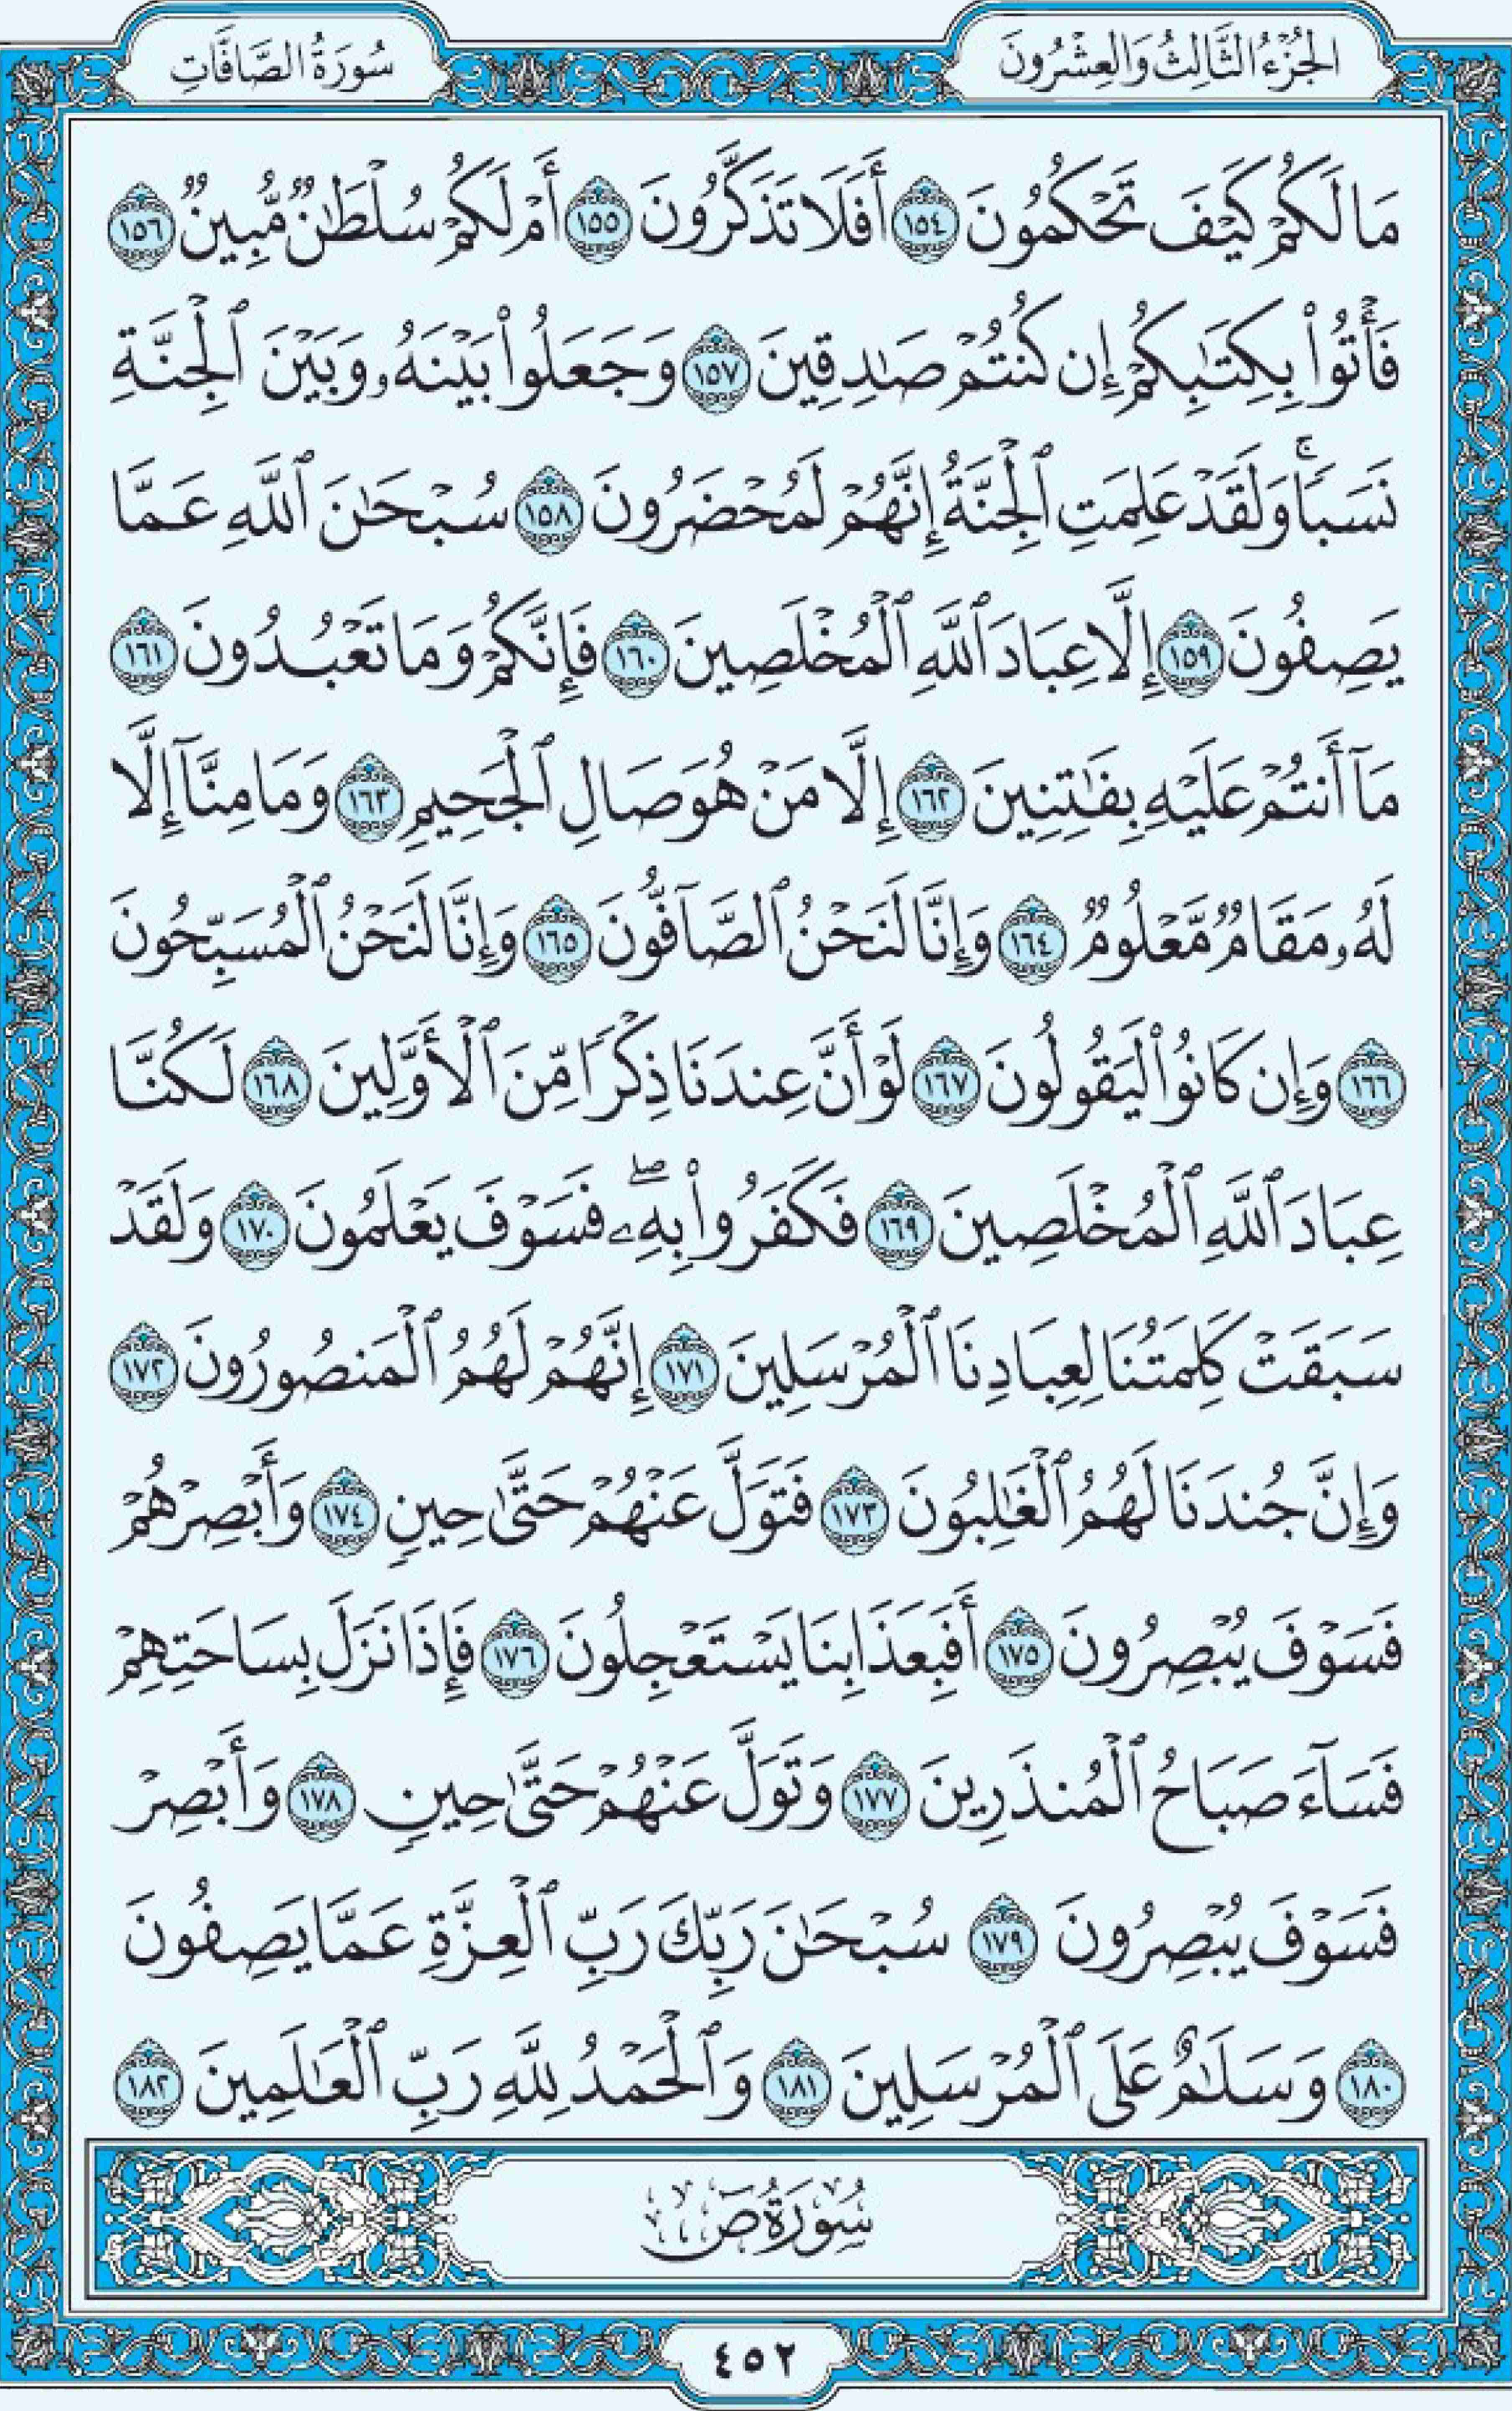 الجزء الثالث والعشرون
سورة الصافات
مَا لَكُمْ كَيْفَ تَحْكُمُونَ ١٥٤ أَفَلَا تَذَكَّرُونَ ١٥٥ أَمْ لَكُمْ سُلْطَٰنٌ مُّبِينٌ ١٥٦
فَأْتُوا۟ بِكِتَٰبِكُمْ إِن كُنتُمْ صَٰدِقِينَ ١٥٧ وَجَعَلُوا۟ بَيْنَهُۥ وَبَيْنَ ٱلْجِنَّةِ
نَسَبًا ۚ وَلَقَدْ عَلِمَتِ ٱلْجِنَّةُ إِنَّهُمْ لَمُحْضَرُونَ ١٥٨ سُبْحَٰنَ ٱللَّهِ عَمَّا
يَصِفُونَ ١٥٩ إِلَّا عِبَادَ ٱللَّهِ ٱلْمُخْلَصِينَ ١٦٠ فَإِنَّكُمْ وَمَا تَعْبُدُونَ ١٦١
مَآ أَنتُمْ عَلَيْهِ بِفَٰتِنِينَ ١٦٢ إِلَّا مَنْ هُوَ صَالِ ٱلْجَحِيمِ ١٦٣ وَمَا مِنَّآ إِلَّا
لَهُۥ مَقَامٌ مَّعْلُومٌ ١٦٤ وَإِنَّا لَنَحْنُ ٱلصَّآفُّونَ ١٦٥ وَإِنَّا لَنَحْنُ ٱلْمُسَبِّحُونَ
١٦٦ وَإِن كَانُوا۟ لَيَقُولُونَ ١٦٧ لَوْ أَنَّ عِندَنَا ذِكْرًا مِّنَ ٱلْأَوَّلِينَ ١٦٨ لَكُنَّا
عِبَادَ ٱللَّهِ ٱلْمُخْلَصِينَ ١٦٩ فَكَفَرُوا۟ بِهِۦ ۖ فَسَوْفَ يَعْلَمُونَ ١٧٠ وَلَقَدْ
سَبَقَتْ كَلِمَتُنَا لِعِبَادِنَا ٱلْمُرْسَلِينَ ١٧١ إِنَّهُمْ لَهُمُ ٱلْمَنصُورُونَ ١٧٢
وَإِنَّ جُندَنَا لَهُمُ ٱلْغَٰلِبُونَ ١٧٣ فَتَوَلَّ عَنْهُمْ حَتَّىٰ حِينٍ ١٧٤ وَأَبْصِرْهُمْ
فَسَوْفَ يُبْصِرُونَ ١٧٥ أَفَبِعَذَابِنَا يَسْتَعْجِلُونَ ١٧٦ فَإِذَا نَزَلَ بِسَاحَتِهِمْ
فَسَآءَ صَبَاحُ ٱلْمُنذَرِينَ ١٧٧ وَتَوَلَّ عَنْهُمْ حَتَّىٰ حِينٍ ١٧٨ وَأَبْصِرْ
فَسَوْفَ يُبْصِرُونَ ١٧٩ سُبْحَٰنَ رَبِّكَ رَبِّ ٱلْعِزَّةِ عَمَّا يَصِفُونَ
١٨٠ وَسَلَٰمٌ عَلَى ٱلْمُرْسَلِينَ ١٨١ وَٱلْحَمْدُ لِلَّهِ رَبِّ ٱلْعَٰلَمِينَ ١٨٢
سُورَةُ صٓ
٤٥٢